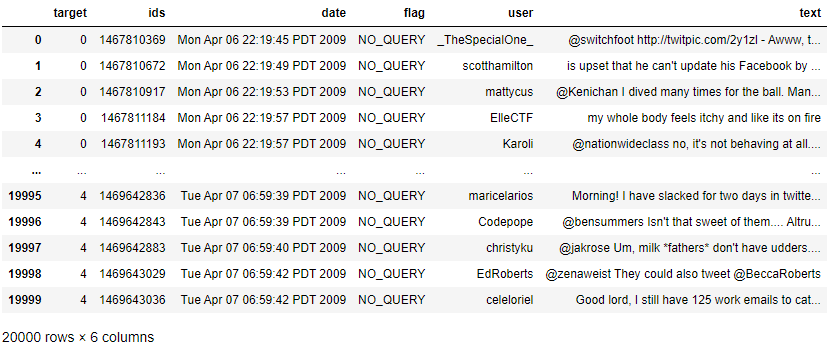 target ids date flag user text
0 0 1467810369 Mon Apr 06 22:19:45 PDT 2009 NO_QUERY _TheSpecialOne_ @switchfoot http://twitpic.com/2y1zl - Awww, t...
1 0 1467810672 Mon Apr 06 22:19:49 PDT 2009 NO_QUERY scotthamilton is upset that he can't update his Facebook by ...
2 0 1467810917 Mon Apr 06 22:19:53 PDT 2009 NO_QUERY mattycus @Kenichan I dived many times for the ball. Man...
3 0 1467811184 Mon Apr 06 22:19:57 PDT 2009 NO_QUERY ElleCTF my whole body feels itchy and like its on fire
4 0 1467811193 Mon Apr 06 22:19:57 PDT 2009 NO_QUERY Karoli @nationwideclass no, it's not behaving at all....
... ... ... ... ... ... ...
19995 4 1469642836 Tue Apr 07 06:59:39 PDT 2009 NO_QUERY maricelarios Morning! I have slacked for two days in twitte...
19996 4 1469642843 Tue Apr 07 06:59:39 PDT 2009 NO_QUERY Codepope @bensummers Isn't that sweet of them.... Altru...
19997 4 1469642883 Tue Apr 07 06:59:40 PDT 2009 NO_QUERY christyku @jakrose Um, milk *fathers* don't have udders....
19998 4 1469643029 Tue Apr 07 06:59:42 PDT 2009 NO_QUERY EdRoberts @zenaweist They could also tweet @BeccaRoberts
19999 4 1469643036 Tue Apr 07 06:59:42 PDT 2009 NO_QUERY celeloriel Good lord, I still have 125 work emails to cat...
20000 rows × 6 columns